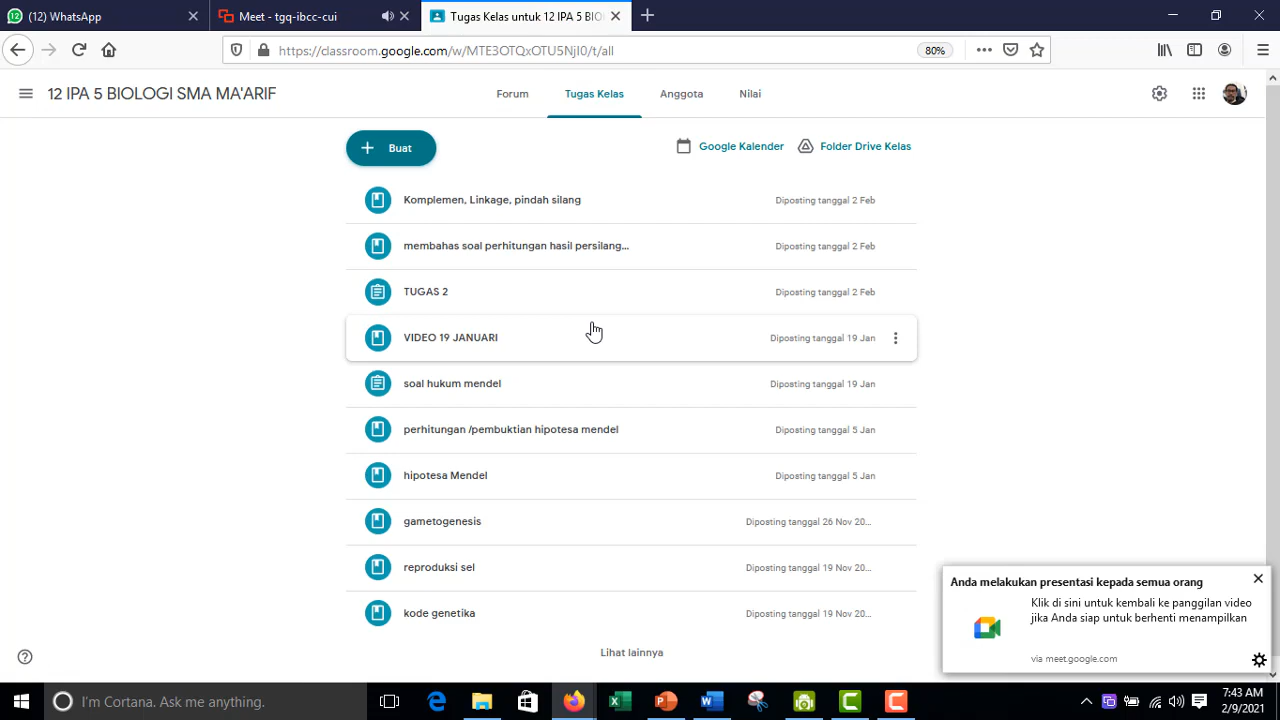 (12) WhatsApp
Meet - tgq-ibcc-cui
Tugas Kelas untuk 12 IPA 5 BIO
https://classroom.google.com/w/MTE3OTQxOTU5NjI0/t/all
80%
12 IPA 5 BIOLOGI SMA MA'ARIF
Forum
Tugas Kelas
Anggota
Nilai
Buat
Google Kalender
Folder Drive Kelas
Komplemen, Linkage, pindah silang
Diposting tanggal 2 Feb
membahas soal perhitungan hasil persilang...
Diposting tanggal 2 Feb
TUGAS 2
Diposting tanggal 2 Feb
VIDEO 19 JANUARI
Diposting tanggal 19 Jan
soal hukum mendel
Diposting tanggal 19 Jan
perhitungan /pembuktian hipotesa mendel
Diposting tanggal 5 Jan
hipotesa Mendel
Diposting tanggal 5 Jan
gametogenesis
Diposting tanggal 26 Nov 20...
reproduksi sel
Diposting tanggal 19 Nov 20...
kode genetika
Diposting tanggal 19 Nov 20...
Lihat lainnya
Anda melakukan presentasi kepada semua orang
Klik di sini untuk kembali ke panggilan video
jika Anda siap untuk berhenti menampilkan
via meet.google.com
I'm Cortana. Ask me anything.
7:43 AM
2/9/2021